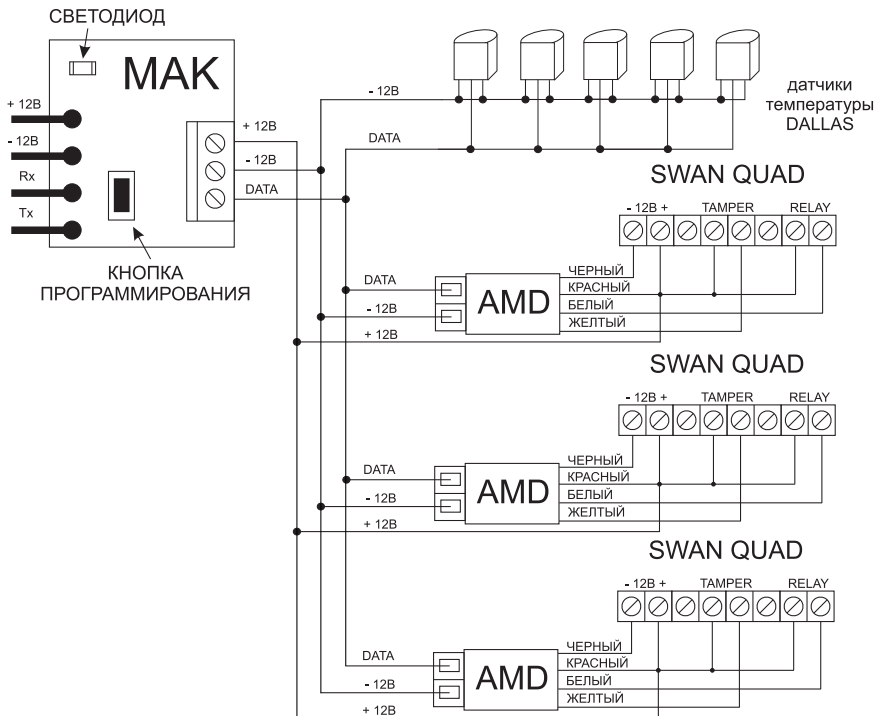 СВЕТОДИОД
МАК
+ 12В
- 12В
Rx
Tx
+ 12В
- 12В
DATA
КНОПКА
ПРОГРАММИРОВАНИЯ
- 12В
DATA
датчики
температуры
DALLAS
SWAN QUAD
- 12В + TAMPER RELAY
DATA
- 12В
+ 12В
AMD
ЧЕРНЫЙ
КРАСНЫЙ
БЕЛЫЙ
ЖЕЛТЫЙ
SWAN QUAD
- 12В + TAMPER RELAY
DATA
- 12В
+ 12В
AMD
ЧЕРНЫЙ
КРАСНЫЙ
БЕЛЫЙ
ЖЕЛТЫЙ
SWAN QUAD
- 12В + TAMPER RELAY
DATA
- 12В
+ 12В
AMD
ЧЕРНЫЙ
КРАСНЫЙ
БЕЛЫЙ
ЖЕЛТЫЙ